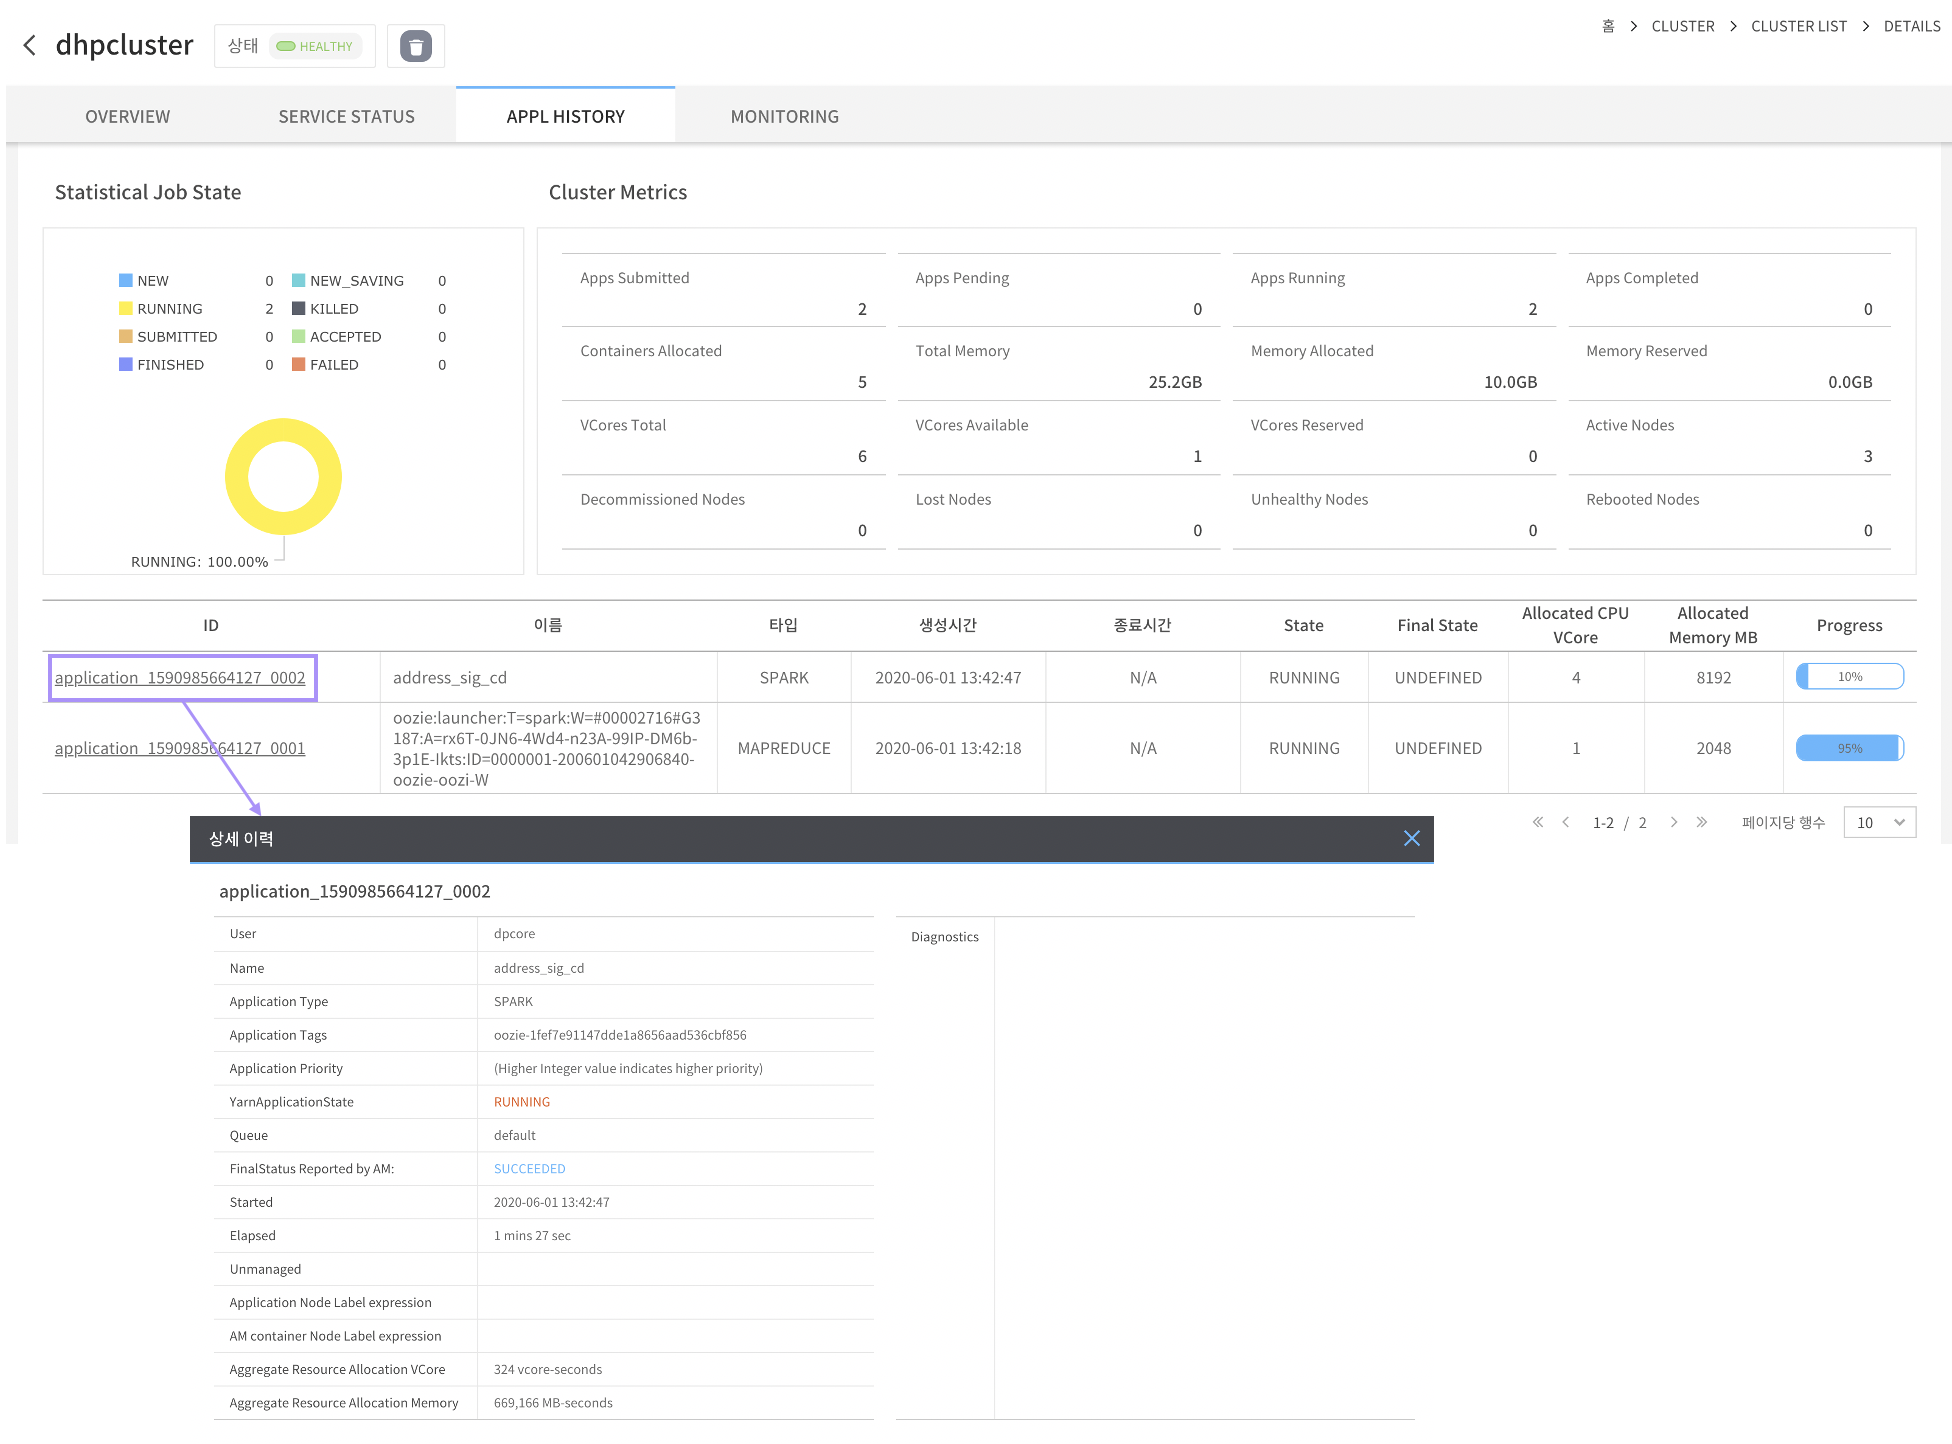 dhpcluster
상태 HEALTHY
홈 > CLUSTER > CLUSTER LIST > DETAILS
OVERVIEW SERVICE STATUS APPL HISTORY MONITORING
Statistical Job State
NEW 0 NEW_SAVING 0
RUNNING 2 KILLED 0
SUBMITTED 0 ACCEPTED 0
FINISHED 0 FAILED 0
RUNNING: 100.00%
Cluster Metrics
Apps Submitted Apps Pending Apps Running Apps Completed
2 0 2 0
Containers Allocated Total Memory Memory Allocated Memory Reserved
5 25.2GB 10.0GB 0.0GB
VCores Total VCores Available VCores Reserved Active Nodes
6 1 0 3
Decommissioned Nodes Lost Nodes Unhealthy Nodes Rebooted Nodes
0 0 0 0
ID 이름 타입 생성시간 종료시간 State Final State Allocated CPU VCore Allocated Memory MB Progress
application_1590985664127_0002 address_sig_cd SPARK 2020-06-01 13:42:47 N/A RUNNING UNDEFINED 4 8192 10%
application_1590985664127_0001 oozie:launcher:T=spark:W=#00002716#G3
187:A=rx6T-0JN6-4Wd4-n23A-99IP-DM6b-
3p1E-Ikts:ID=0000001-200601042906840-
oozie-oozi-W MAPREDUCE 2020-06-01 13:42:18 N/A RUNNING UNDEFINED 1 2048 95%
« < 1-2 / 2 > » 페이지당 행수 10
상세 이력
application_1590985664127_0002
User dpcore
Name address_sig_cd
Application Type SPARK
Application Tags oozie-1fef7e91147dde1a8656aad536cbf856
Application Priority (Higher Integer value indicates higher priority)
YarnApplicationState RUNNING
Queue default
FinalStatus Reported by AM: SUCCEEDED
Started 2020-06-01 13:42:47
Elapsed 1 mins 27 sec
Unmanaged
Application Node Label expression
AM container Node Label expression
Aggregate Resource Allocation VCore 324 vcore-seconds
Aggregate Resource Allocation Memory 669,166 MB-seconds
Diagnostics